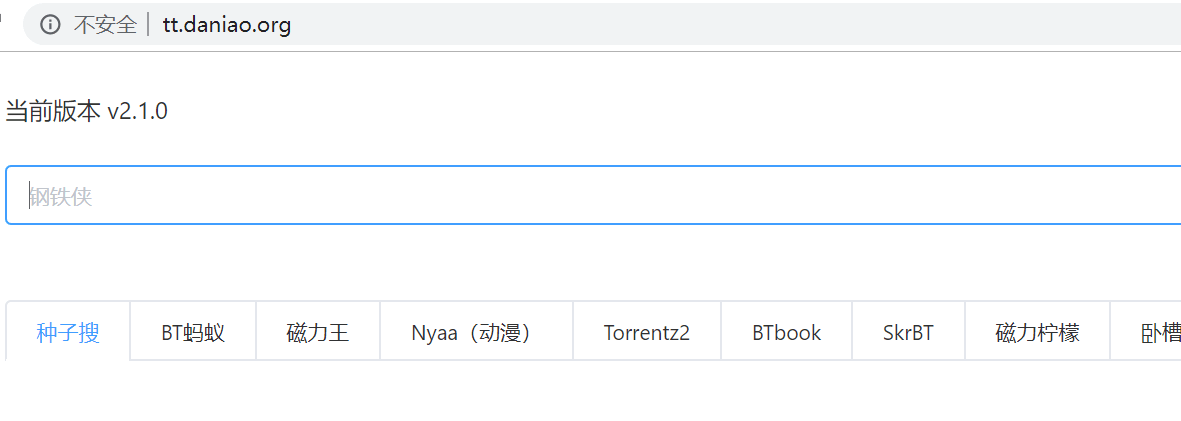 不安全 | tt.daniao.org
当前版本 v2.1.0
钢铁侠
种子搜 BT蚂蚁 磁力王 Nyaa（动漫） Torrentz2 BTbook SkrBT 磁力柠檬 卧槽